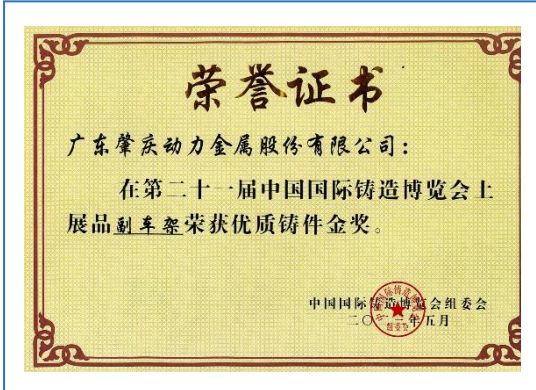 荣誉证书
广东肇庆动力金属股份有限公司：
在第二十一届中国国际铸造博览会上
展品副车架荣获优质铸件金奖。
中国国际铸造博览会组委会
二〇二三年五月